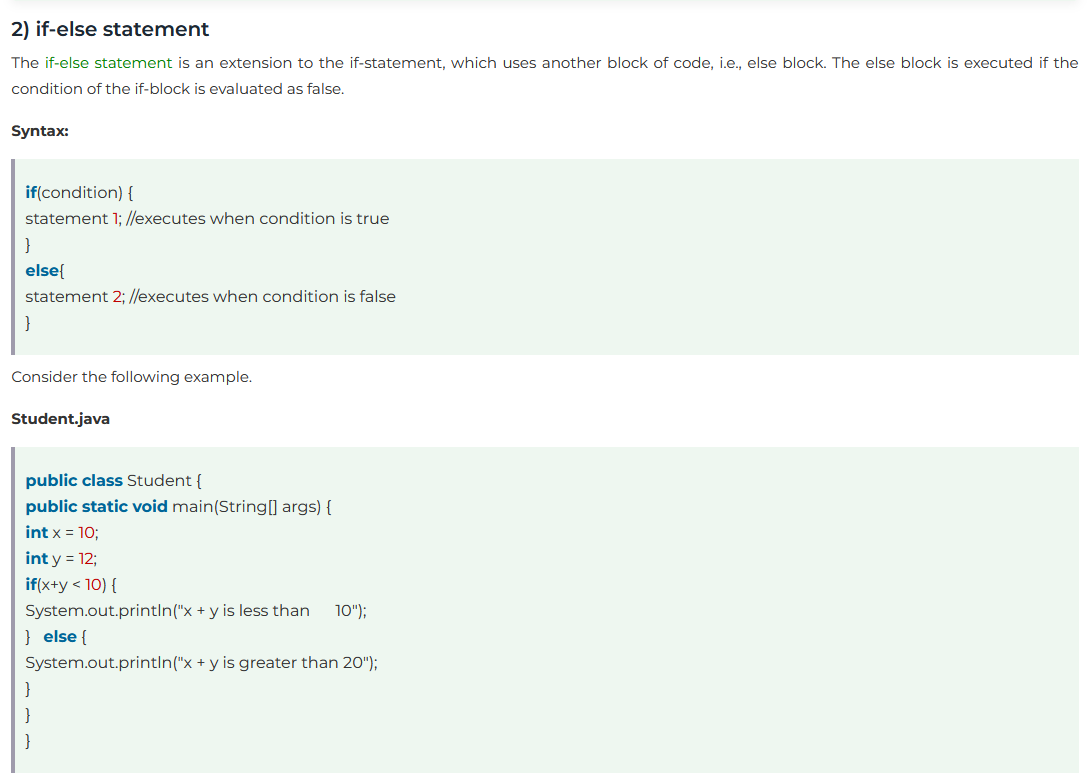 2) if-else statement
The if-else statement is an extension to the if-statement, which uses another block of code, i.e., else block. The else block is executed if the
condition of the if-block is evaluated as false.
Syntax:
if(condition) {
statement 1; //executes when condition is true
}
else{
statement 2; //executes when condition is false
}
Consider the following example.
Student.java
public class Student {
public static void main(String[] args) {
int x = 10;
int y = 12;
if(x+y < 10) {
System.out.println("x + y is less than      10");
}   else {
System.out.println("x + y is greater than 20");
}
}
}